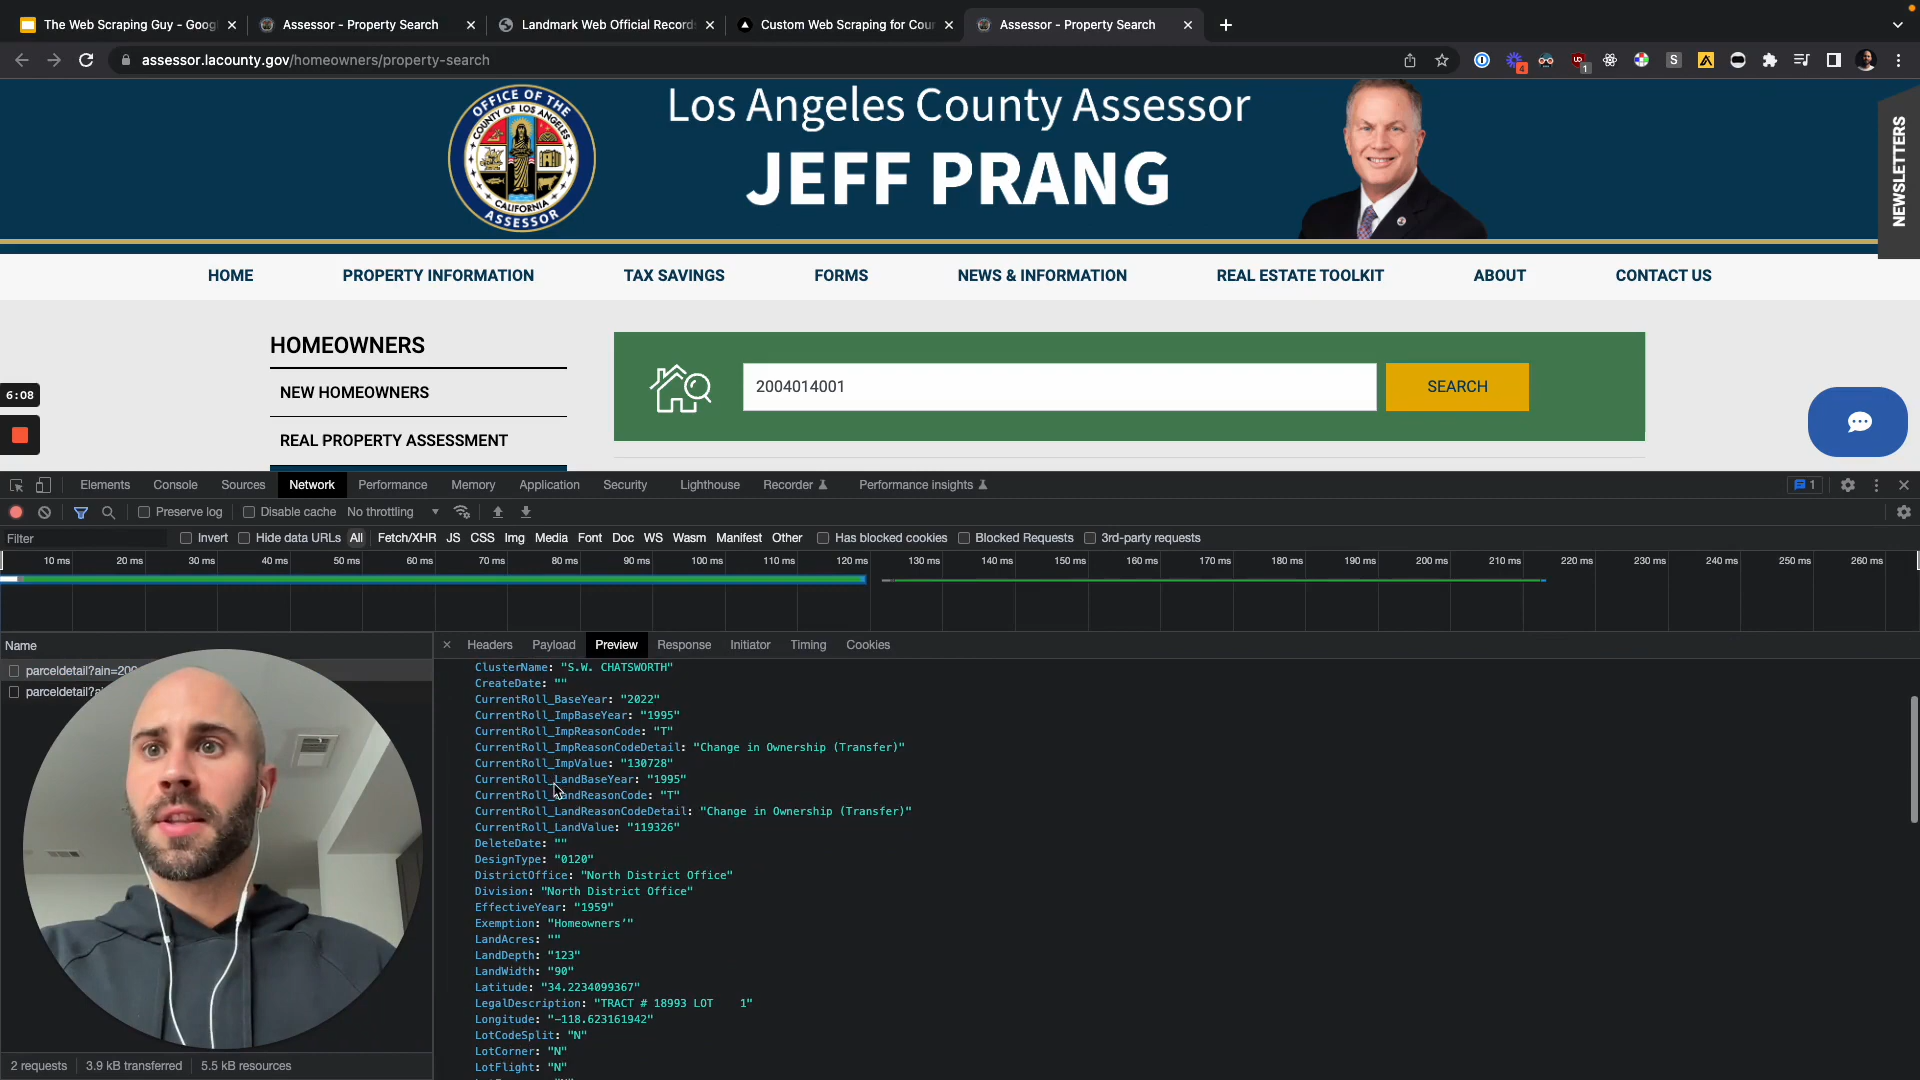 The Web Scraping Guy - Goog
Assessor - Property Search
Landmark Web Official Record
Custom Web Scraping for Cou
Assessor - Property Search
assessor.lacounty.gov/homeowners/property-search
4
1
S
OFFICE OF THE
COUNTY OF LOS ANGELES
CALIFORNIA
ASSESSOR
Los Angeles County Assessor
JEFF PRANG
NEWSLETTERS
HOME
PROPERTY INFORMATION
TAX SAVINGS
FORMS
NEWS & INFORMATION
REAL ESTATE TOOLKIT
ABOUT
CONTACT US
HOMEOWNERS
NEW HOMEOWNERS
REAL PROPERTY ASSESSMENT
2004014001
SEARCH
6:08
Elements Console Sources Network Performance Memory Application Security Lighthouse Recorder Performance insights 1
Preserve log Disable cache No throttling
Filter Invert Hide data URLs All Fetch/XHR JS CSS Img Media Font Doc WS Wasm Manifest Other Has blocked cookies Blocked Requests 3rd-party requests
10 ms 20 ms 30 ms 40 ms 50 ms 60 ms 70 ms 80 ms 90 ms 100 ms 110 ms 120 ms 130 ms 140 ms 150 ms 160 ms 170 ms 180 ms 190 ms 200 ms 210 ms 220 ms 230 ms 240 ms 250 ms 260 ms
Name
Headers Payload Preview Response Initiator Timing Cookies
parceldetail?ain=200
parceldetail?a
ClusterName: "S.W. CHATSWORTH"
CreateDate: ""
CurrentRoll_BaseYear: "2022"
CurrentRoll_ImpBaseYear: "1995"
CurrentRoll_ImpReasonCode: "T"
CurrentRoll_ImpReasonCodeDetail: "Change in Ownership (Transfer)"
CurrentRoll_ImpValue: "130728"
CurrentRoll_LandBaseYear: "1995"
CurrentRoll_LandReasonCode: "T"
CurrentRoll_LandReasonCodeDetail: "Change in Ownership (Transfer)"
CurrentRoll_LandValue: "119326"
DeleteDate: ""
DesignType: "0120"
DistrictOffice: "North District Office"
Division: "North District Office"
EffectiveYear: "1959"
Exemption: "Homeowners'"
LandAcres: ""
LandDepth: "123"
LandWidth: "90"
Latitude: "34.2234099367"
LegalDescription: "TRACT # 18993 LOT    1"
Longitude: "-118.623161942"
LotCodeSplit: "N"
LotCorner: "N"
LotFlight: "N"
2 requests 3.9 kB transferred 5.5 kB resources